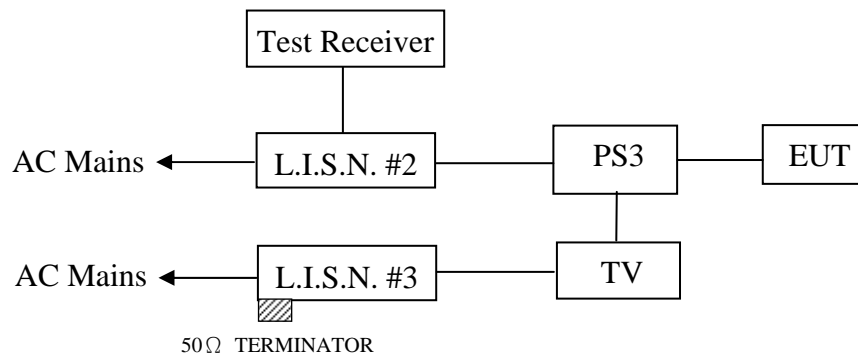 Test Receiver
AC Mains
L.I.S.N. #2
PS3
EUT
AC Mains
L.I.S.N. #3
TV
50Ω TERMINATOR